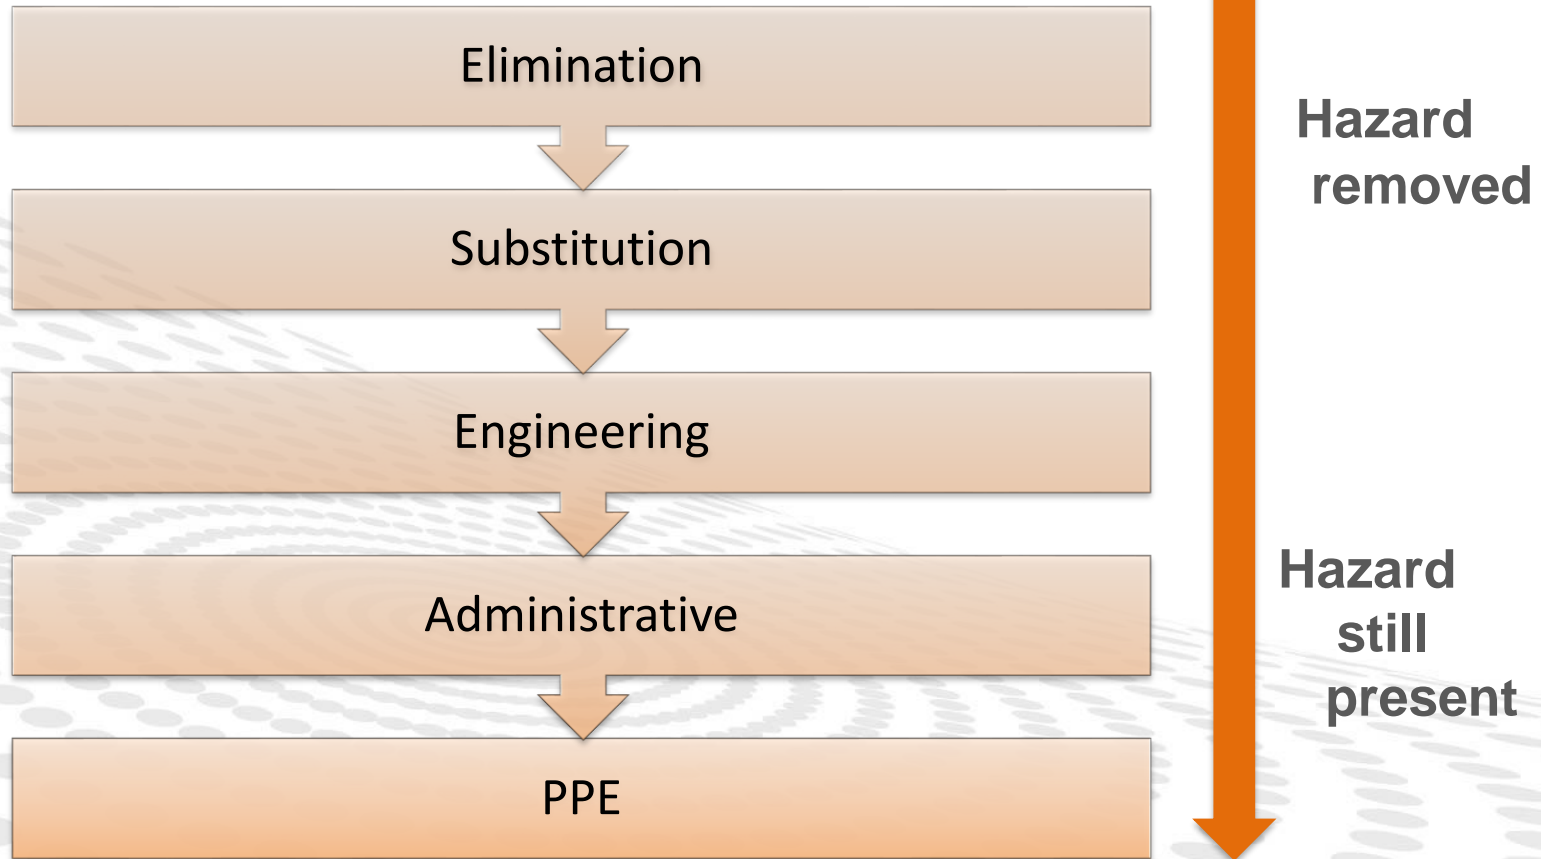 Elimination
Substitution
Engineering
Administrative
PPE
Hazard
removed
Hazard
still
present